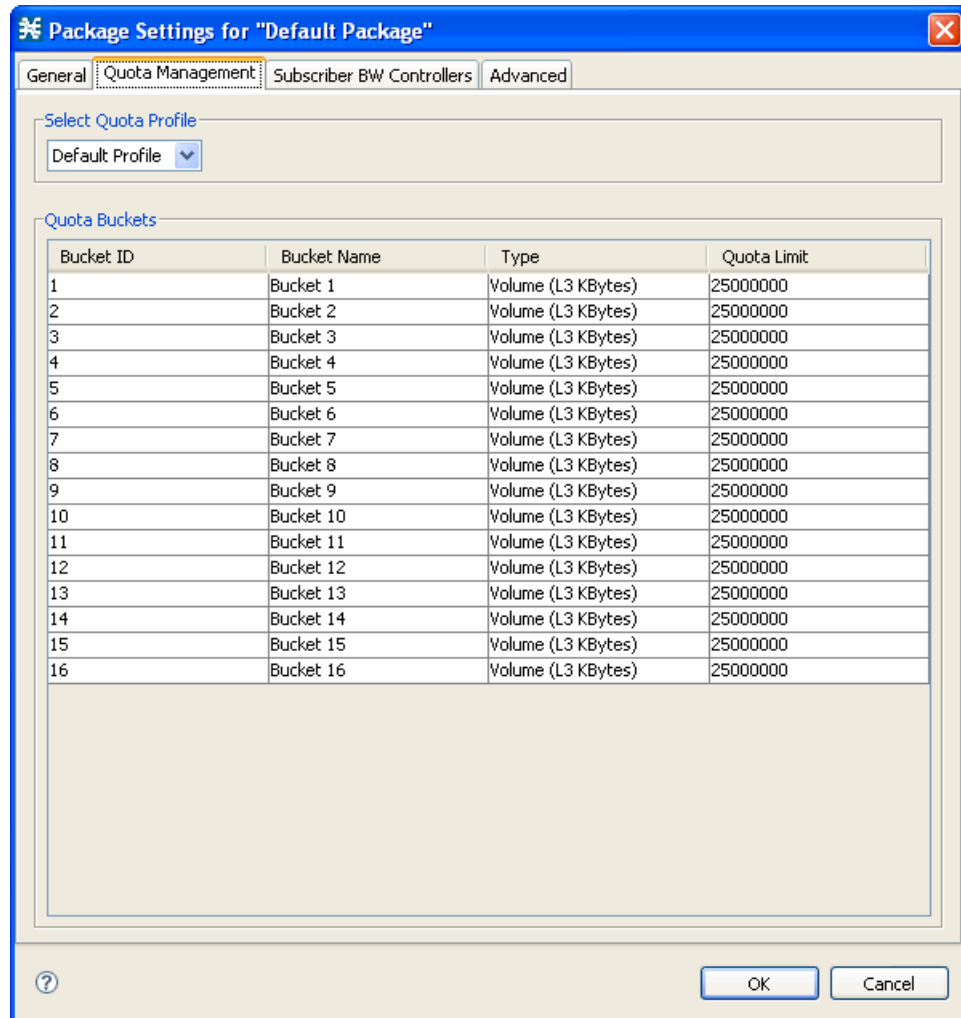 Package Settings for "Default Package"
General Quota Management Subscriber BW Controllers Advanced
Select Quota Profile
Default Profile
Quota Buckets
Bucket ID Bucket Name Type Quota Limit
1 Bucket 1 Volume (L3 KBytes) 25000000
2 Bucket 2 Volume (L3 KBytes) 25000000
3 Bucket 3 Volume (L3 KBytes) 25000000
4 Bucket 4 Volume (L3 KBytes) 25000000
5 Bucket 5 Volume (L3 KBytes) 25000000
6 Bucket 6 Volume (L3 KBytes) 25000000
7 Bucket 7 Volume (L3 KBytes) 25000000
8 Bucket 8 Volume (L3 KBytes) 25000000
9 Bucket 9 Volume (L3 KBytes) 25000000
10 Bucket 10 Volume (L3 KBytes) 25000000
11 Bucket 11 Volume (L3 KBytes) 25000000
12 Bucket 12 Volume (L3 KBytes) 25000000
13 Bucket 13 Volume (L3 KBytes) 25000000
14 Bucket 14 Volume (L3 KBytes) 25000000
15 Bucket 15 Volume (L3 KBytes) 25000000
16 Bucket 16 Volume (L3 KBytes) 25000000
? OK Cancel